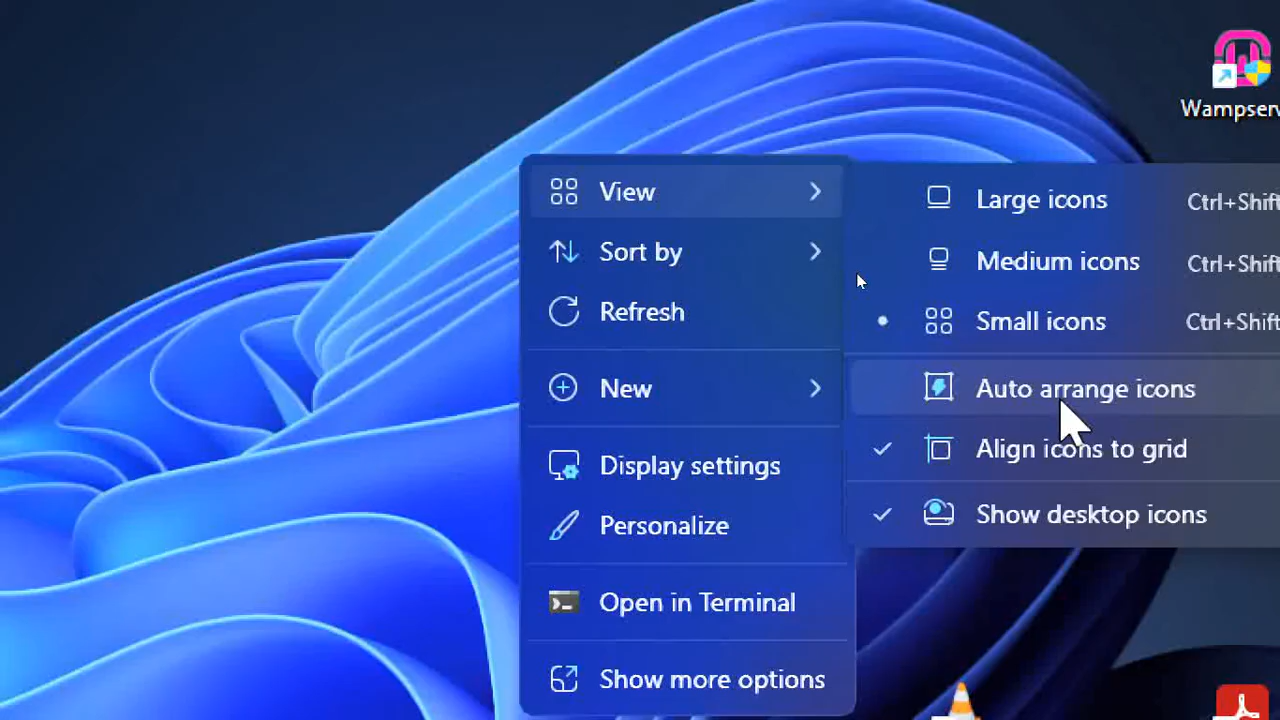 Wampserv
View
Sort by
Refresh
New
Display settings
Personalize
Open in Terminal
Show more options
Large icons Ctrl+Shift
Medium icons Ctrl+Shift
Small icons Ctrl+Shift
Auto arrange icons
Align icons to grid
Show desktop icons